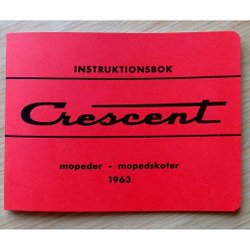 INSTRUKTIONSBOK
Crescent
mopeder - mopedskoter
1963